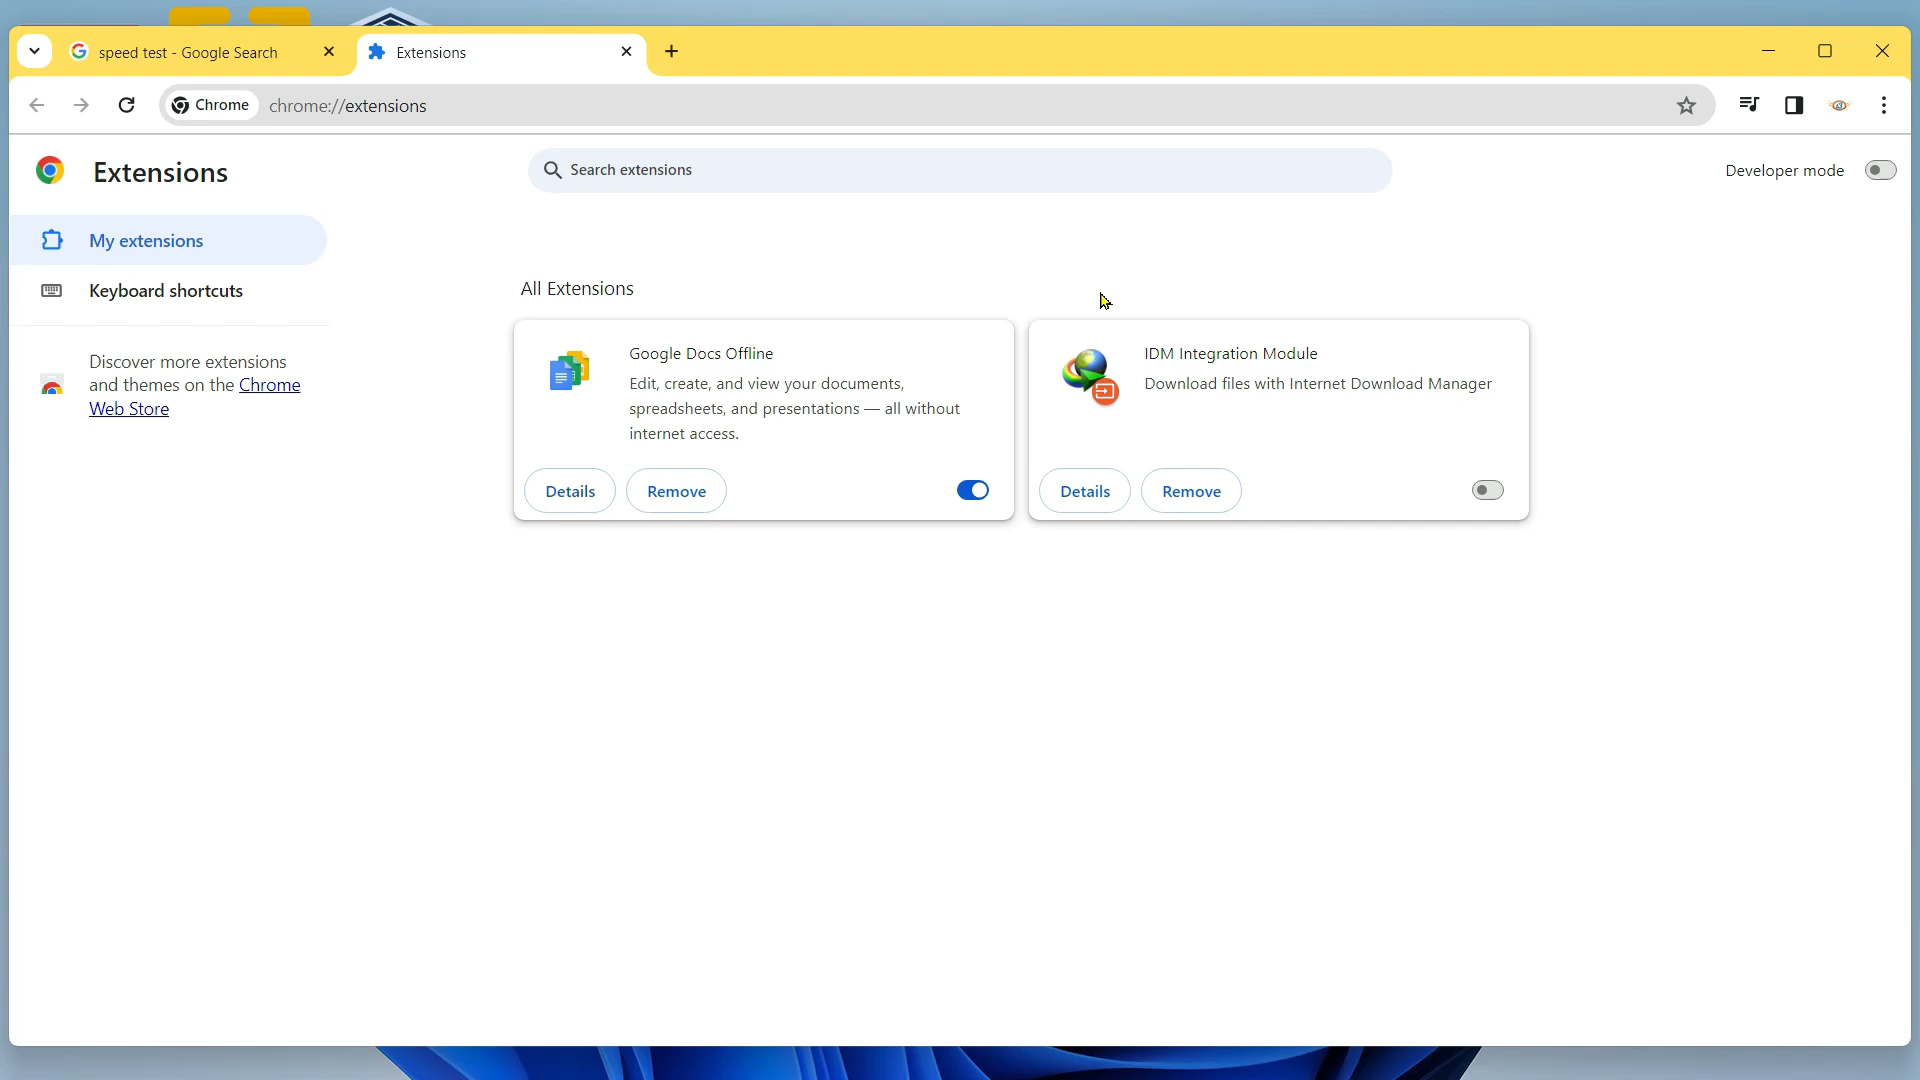 speed test - Google Search
Extensions
Chrome
chrome://extensions
Extensions
Search extensions
Developer mode
My extensions
Keyboard shortcuts
Discover more extensions
and themes on the Chrome
Web Store
All Extensions
Google Docs Offline
Edit, create, and view your documents,
spreadsheets, and presentations — all without
internet access.
Details
Remove
IDM Integration Module
Download files with Internet Download Manager
Details
Remove